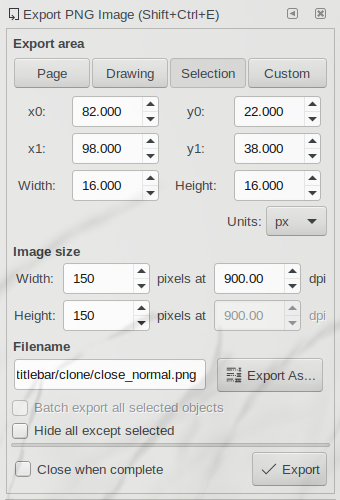 Export PNG Image (Shift+Ctrl+E)
Export area
Page Drawing Selection Custom
x0: 82.000 y0: 22.000
x1: 98.000 y1: 38.000
Width: 16.000 Height: 16.000
Units: px
Image size
Width: 150 pixels at 900.00 dpi
Height: 150 pixels at 900.00 dpi
Filename
titlebar/clone/close_normal.png Export As...
Batch export all selected objects
Hide all except selected
Close when complete Export